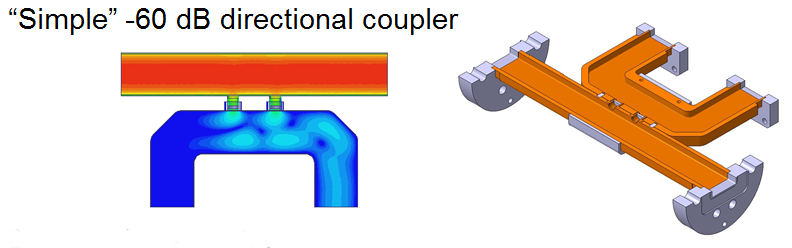 “Simple” -60 dB directional coupler